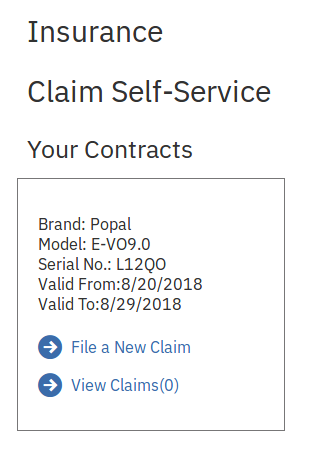 Insurance
Claim Self-Service
Your Contracts
Brand: Popal
Model: E-VO9.0
Serial No.: L12QO
Valid From:8/20/2018
Valid To:8/29/2018
File a New Claim
View Claims(0)